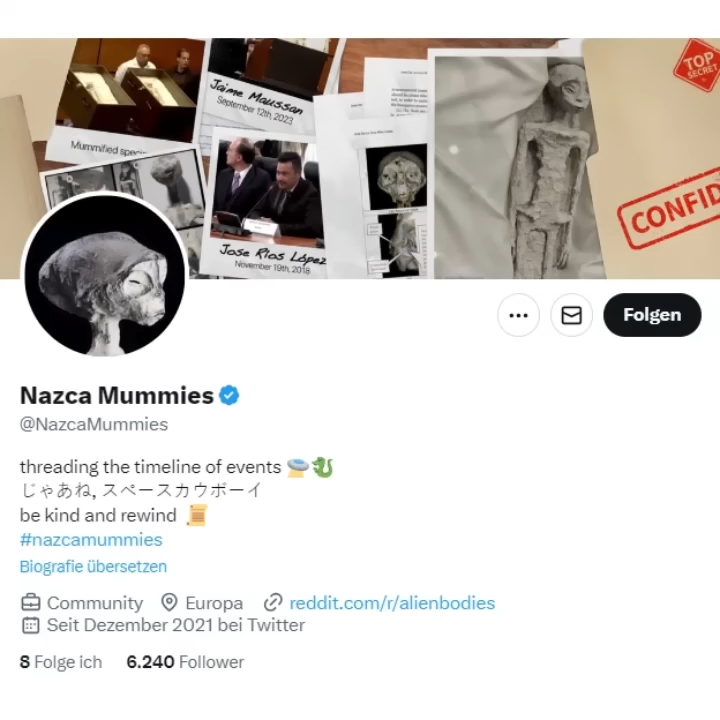 TOP
SECRET
Jaime Maussan
September 12th, 2023
Mummified spec
CONFID
Jose Rios López
November 19th, 2018
Folgen
Nazca Mummies
@NazcaMummies
threading the timeline of events 🛸🐉
じゃあね, スペースカウボーイ
be kind and rewind 📜
#nazcamummies
Biografie übersetzen
Community Europa reddit.com/r/alienbodies
Seit Dezember 2021 bei Twitter
8 Folge ich 6.240 Follower